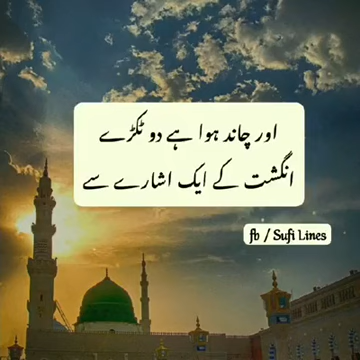 اور چاند ہوا ہے دو ٹکڑے
انگشت کے ایک اشارے سے
fb / Sufi Lines